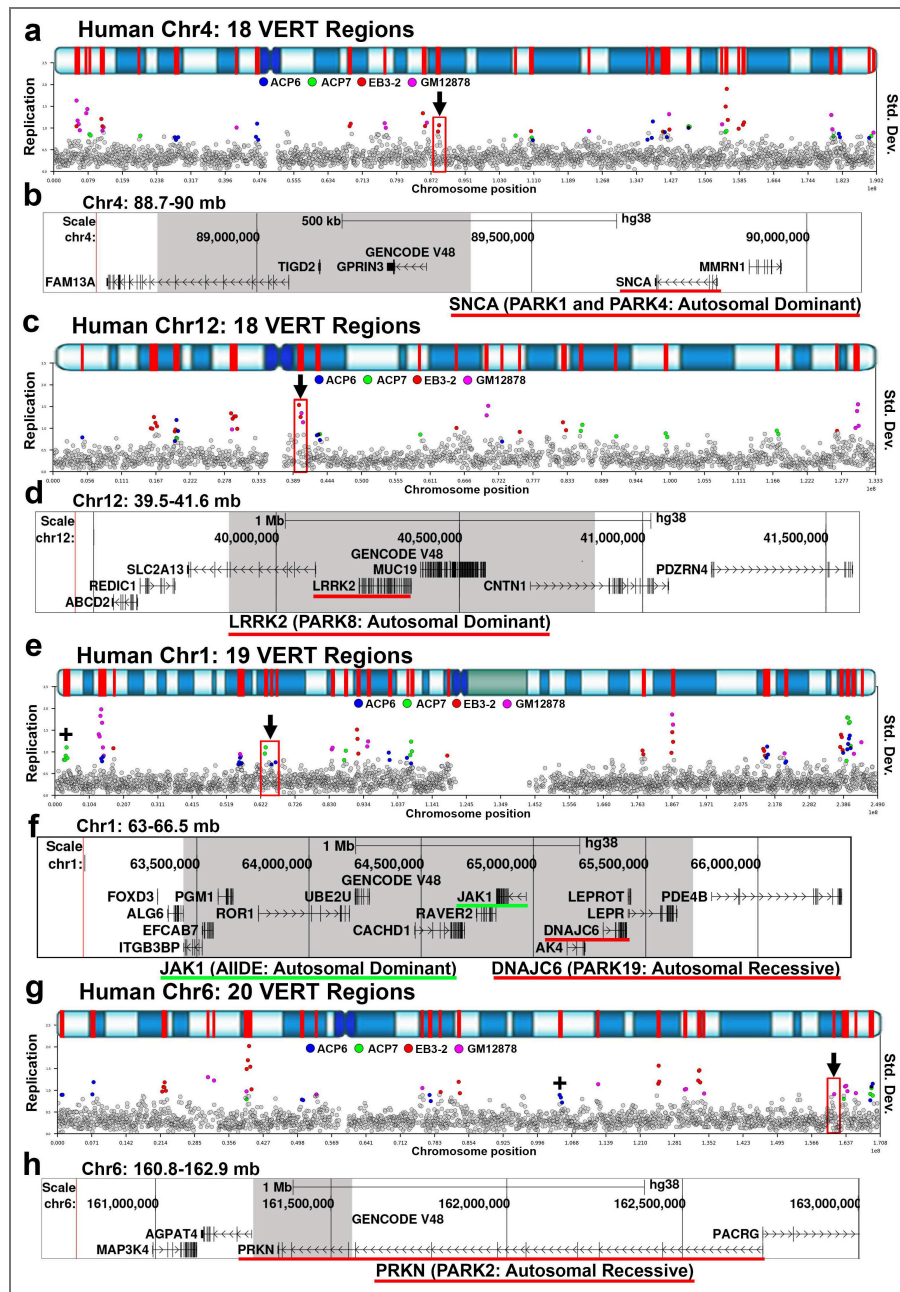 a Human Chr4: 18 VERT Regions
ACP6 ACP7 EB3-2 GM12878
Replication
Std. Dev.
0.000 0.079 0.159 0.238 0.317 0.396 0.476 0.555 0.634 0.713 0.793 0.872 0.951 1.031 1.110 1.189 1.268 1.348 1.427 1.506 1.585 1.664 1.744 1.823 1.902
Chromosome position
1e8
b Chr4: 88.7-90 mb
Scale 500 kb hg38
chr4: 89,000,000 89,500,000 90,000,000
GENCODE V48
TIGD2 GPRIN3 MMRN1
FAM13A SNCA
SNCA (PARK1 and PARK4: Autosomal Dominant)
c Human Chr12: 18 VERT Regions
ACP6 ACP7 EB3-2 GM12878
Replication
Std. Dev.
0.000 0.056 0.112 0.167 0.222 0.278 0.333 0.389 0.444 0.500 0.555 0.611 0.666 0.722 0.777 0.833 0.889 0.944 1.000 1.055 1.111 1.166 1.222 1.277 1.333
Chromosome position
1e8
d Chr12: 39.5-41.6 mb
Scale 1 Mb hg38
chr12: 40,000,000 40,500,000 41,000,000 41,500,000
GENCODE V48
SLC2A13 MUC19 PDZRN4
REDIC1 LRRK2 CNTN1
ABCD2
LRRK2 (PARK8: Autosomal Dominant)
e Human Chr1: 19 VERT Regions
ACP6 ACP7 EB3-2 GM12878
+
Replication
Std. Dev.
0.000 0.104 0.207 0.311 0.415 0.519 0.622 0.726 0.830 0.934 1.037 1.141 1.245 1.349 1.452 1.556 1.660 1.763 1.867 1.971 2.075 2.178 2.282 2.386 2.490
Chromosome position
1e8
f Chr1: 63-66.5 mb
Scale 1 Mb hg38
chr1: 63,500,000 64,000,000 64,500,000 65,000,000 65,500,000 66,000,000
GENCODE V48
FOXD3 PGM1 UBE2U JAK1 LEPROT PDE4B
ALG6 ROR1 RAVER2 LEPR
EFCAB7 CACHD1 DNAJC6
ITGB3BP AK4
JAK1 (AIIDE: Autosomal Dominant) DNAJC6 (PARK19: Autosomal Recessive)
g Human Chr6: 20 VERT Regions
ACP6 ACP7 EB3-2 GM12878
+
Replication
Std. Dev.
0.000 0.071 0.142 0.214 0.285 0.356 0.427 0.498 0.569 0.641 0.712 0.783 0.854 0.925 0.996 1.068 1.139 1.210 1.281 1.352 1.423 1.495 1.566 1.637 1.708
Chromosome position
1e8
h Chr6: 160.8-162.9 mb
Scale 1 Mb hg38
chr6: 161,000,000 161,500,000 162,000,000 162,500,000 163,000,000
GENCODE V48
AGPAT4 PACRG
MAP3K4 PRKN
PRKN (PARK2: Autosomal Recessive)